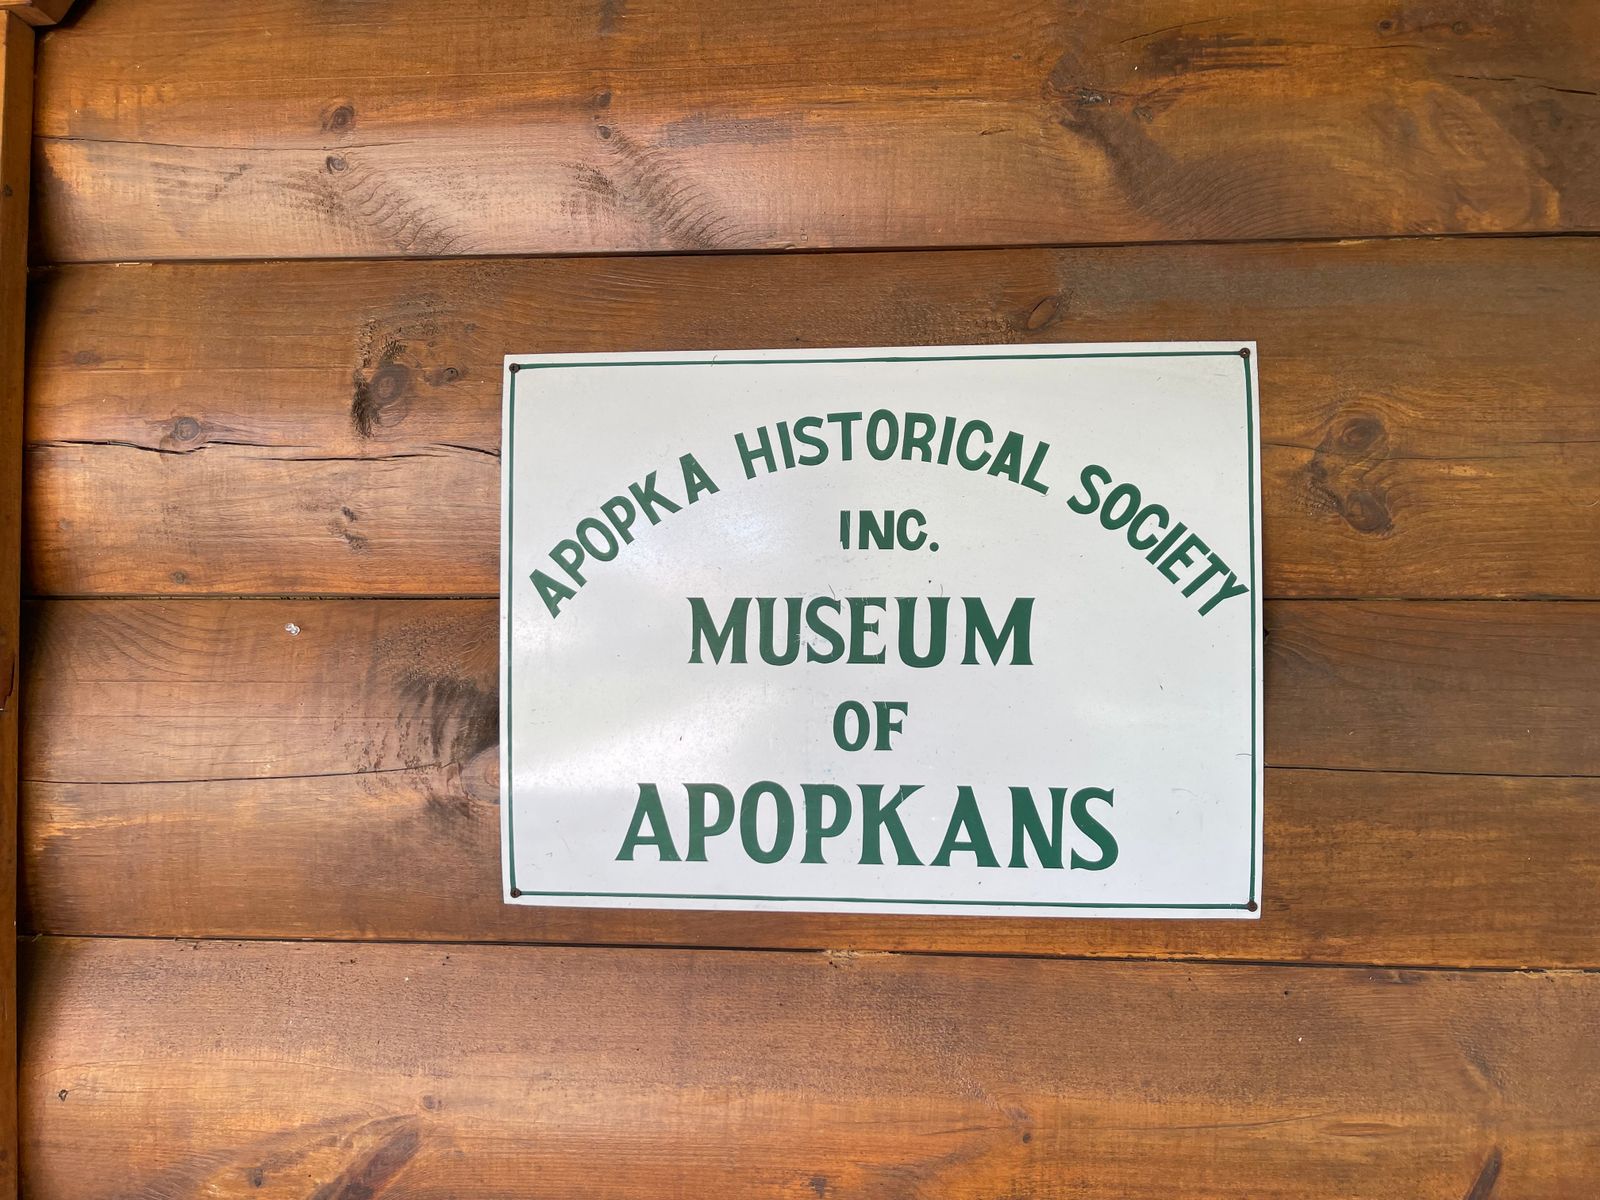 APOPKA HISTORICAL SOCIETY
INC.
MUSEUM
OF
APOPKANS